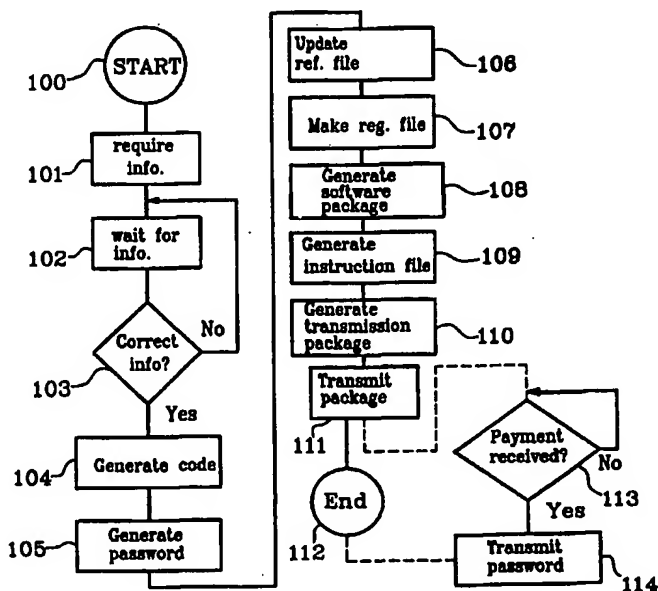 100
START
require
info.
101
wait for
info.
102
Correct
info?
No
103
Yes
104
Generate code
105
Generate
password
Update
ref. file
106
Make reg. file
107
Generate
software
package
108
Generate
instruction file
109
Generate
transmission
package
110
Transmit
package
111
End
112
Payment
received?
No
113
Yes
Transmit
password
114